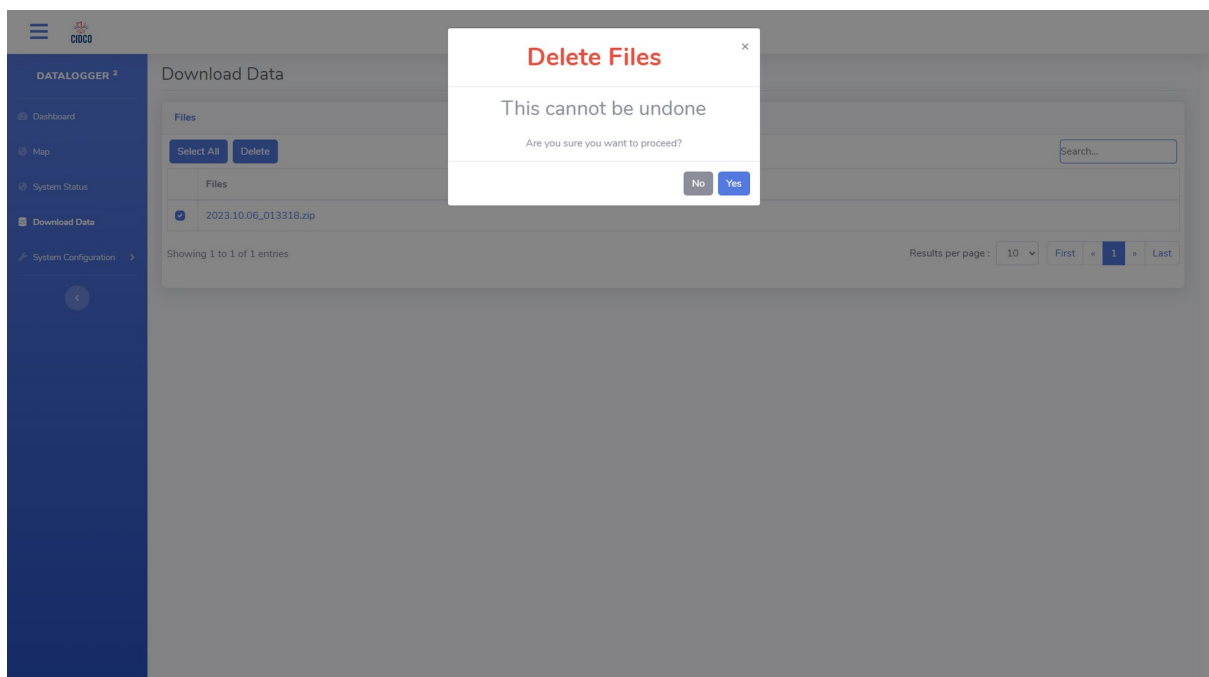 CIDCO
DATALOGGER ²
Dashboard
Map
System Status
Download Data
System Configuration
Download Data
Files
Select All Delete
Search...
Files
2023.10.06_013318.zip
Showing 1 to 1 of 1 entries
Results per page : 10 First « 1 » Last
Delete Files ×
This cannot be undone
Are you sure you want to proceed?
No Yes